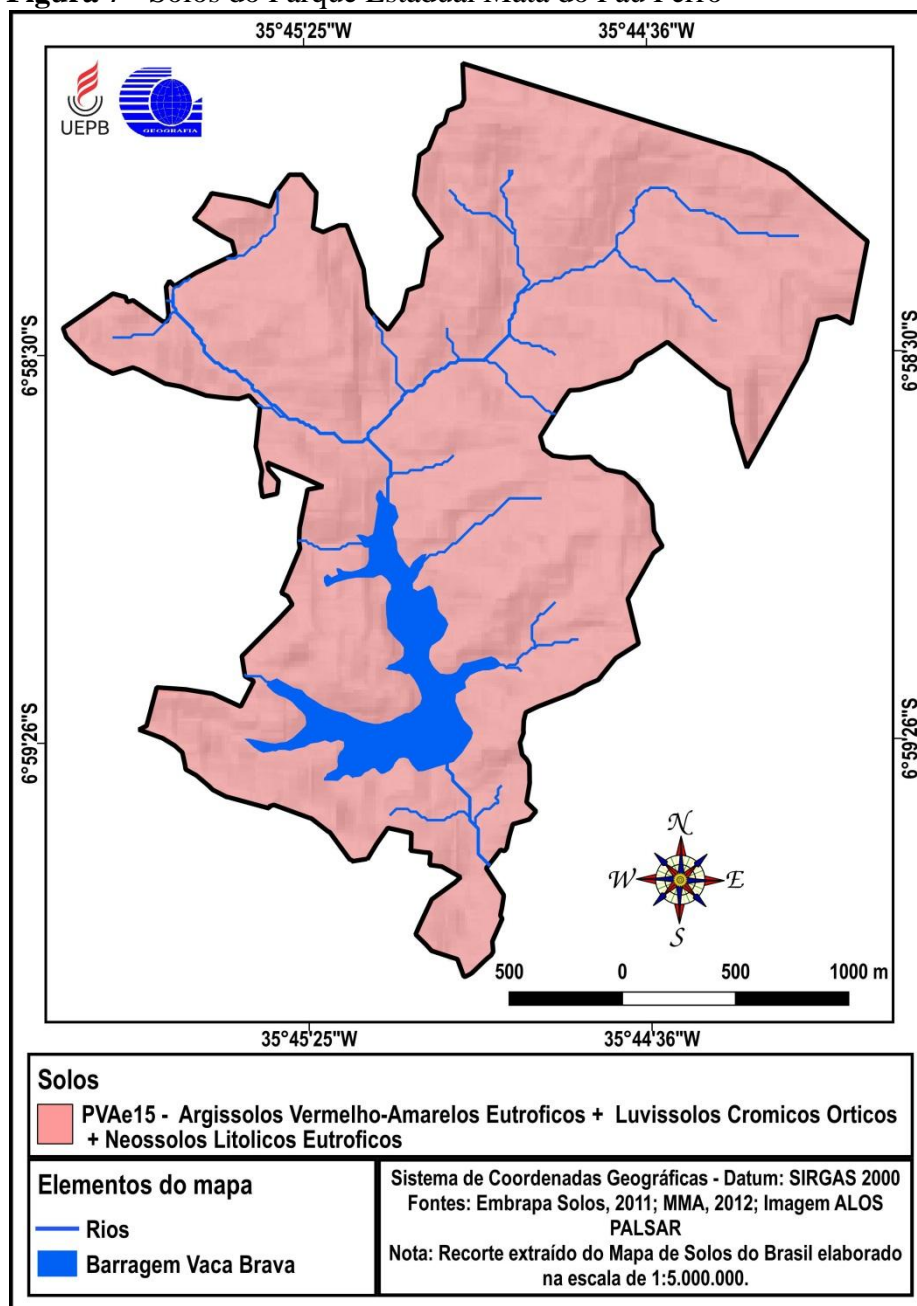 Figura 7 - Solos do Parque Estadual Mata do Pau Ferro
35°45'25"W
35°44'36"W
UEPB
GEOGRAFIA
6°58'30"S
6°58'30"S
6°59'26"S
6°59'26"S
N
W
E
S
500
0
500
1000 m
35°45'25"W
35°44'36"W
Solos
PVAe15 - Argissolos Vermelho-Amarelos Eutroficos + Luvissolos Cromicos Orticos
+ Neossolos Litolicos Eutroficos
Elementos do mapa
Rios
Barragem Vaca Brava
Sistema de Coordenadas Geográficas - Datum: SIRGAS 2000
Fontes: Embrapa Solos, 2011; MMA, 2012; Imagem ALOS
PALSAR
Nota: Recorte extraído do Mapa de Solos do Brasil elaborado
na escala de 1:5.000.000.